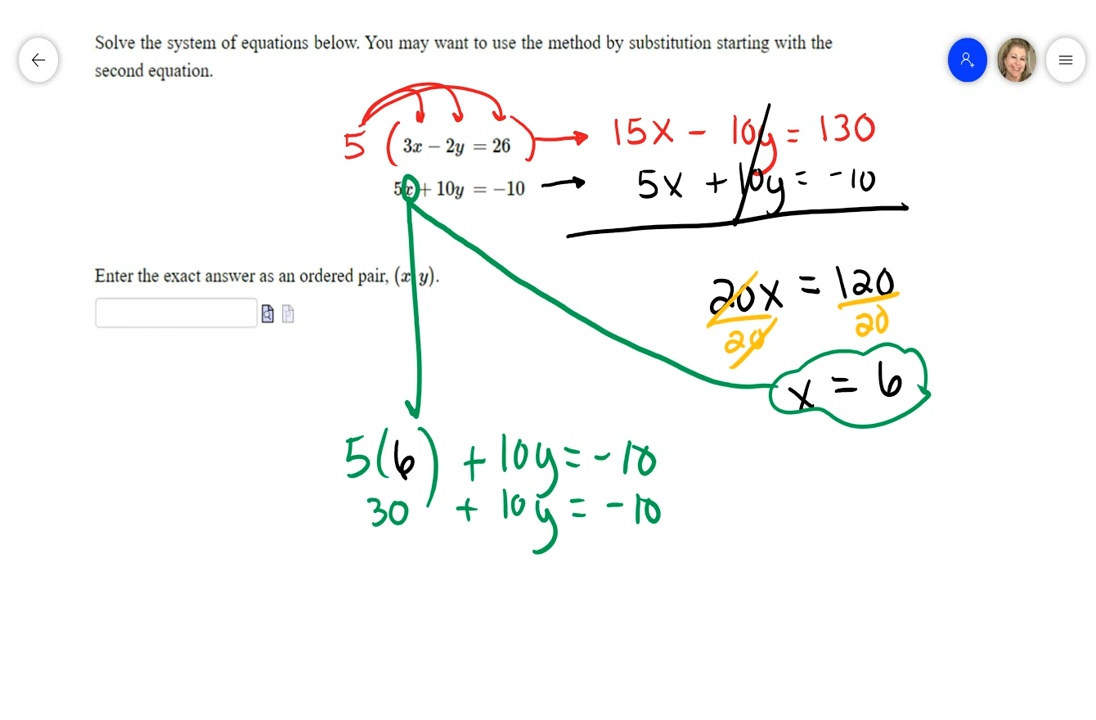 Solve the system of equations below. You may want to use the method by substitution starting with the
second equation.
5 ( 3x − 2y = 26 ) → 15x - 10y = 130
5x + 10y = −10 → 5x + 10y = -10
Enter the exact answer as an ordered pair, (x, y).
20x = 120
20 20
x = 6
5(6) + 10y = -10
30 + 10y = -10